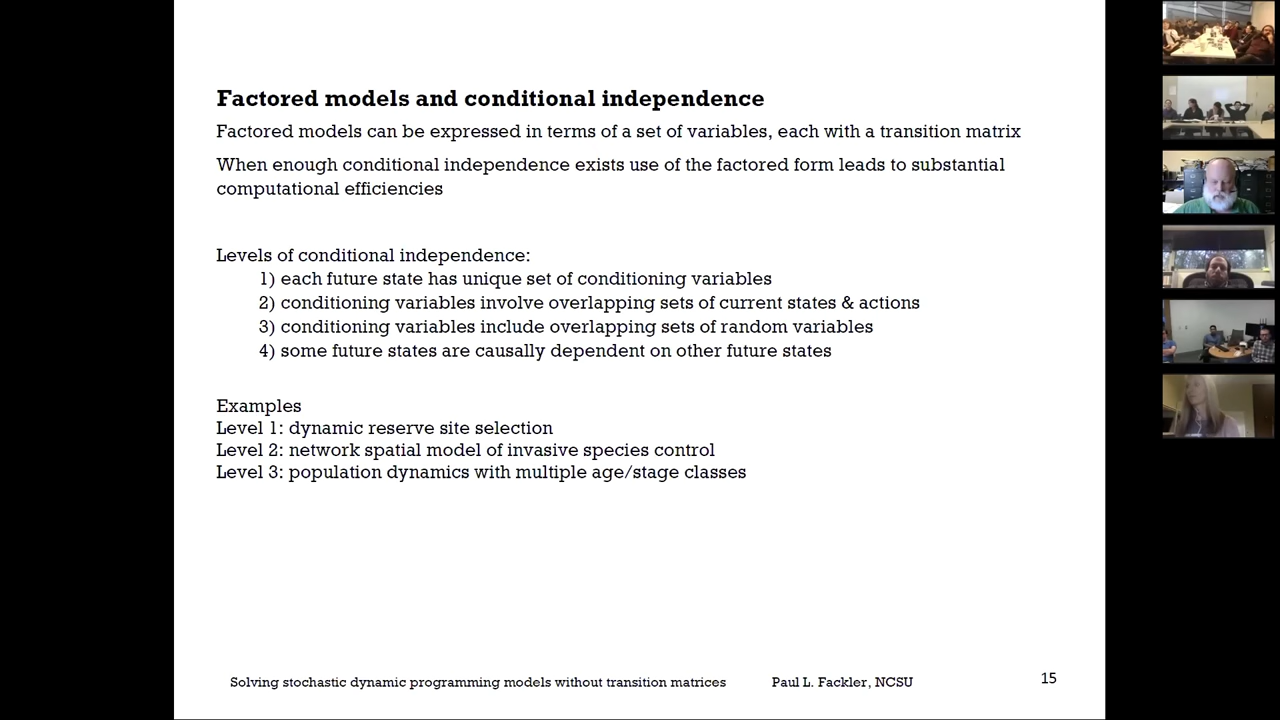 Factored models and conditional independence
Factored models can be expressed in terms of a set of variables, each with a transition matrix
When enough conditional independence exists use of the factored form leads to substantial
computational efficiencies
Levels of conditional independence:
1) each future state has unique set of conditioning variables
2) conditioning variables involve overlapping sets of current states & actions
3) conditioning variables include overlapping sets of random variables
4) some future states are causally dependent on other future states
Examples
Level 1: dynamic reserve site selection
Level 2: network spatial model of invasive species control
Level 3: population dynamics with multiple age/stage classes
Solving stochastic dynamic programming models without transition matrices Paul L. Fackler, NCSU 15